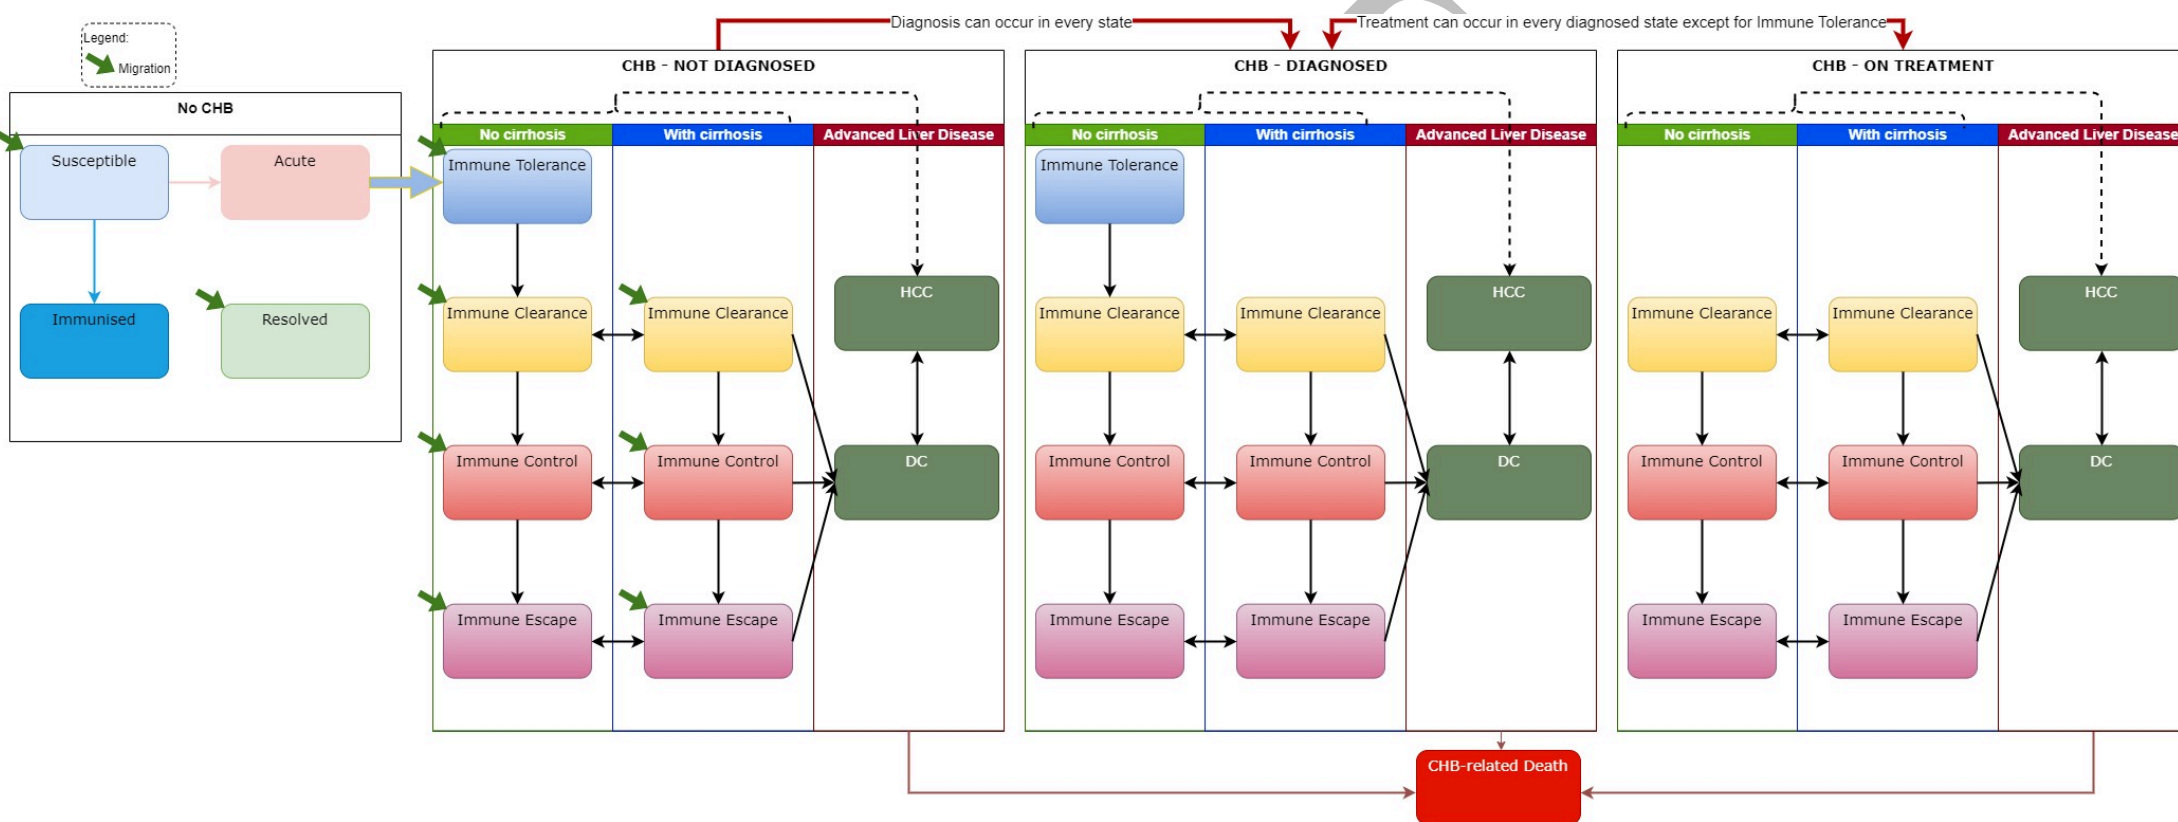 Diagnosis can occur in every state
Treatment can occur in every diagnosed state except for Immune Tolerance
Legend:
Migration
No CHB
Susceptible
Acute
Immunised
Resolved
CHB - NOT DIAGNOSED
No cirrhosis
With cirrhosis
Advanced Liver Disease
Immune Tolerance
Immune Clearance
Immune Clearance
HCC
Immune Control
Immune Control
DC
Immune Escape
Immune Escape
CHB - DIAGNOSED
No cirrhosis
With cirrhosis
Advanced Liver Disease
Immune Tolerance
Immune Clearance
Immune Clearance
HCC
Immune Control
Immune Control
DC
Immune Escape
Immune Escape
CHB - ON TREATMENT
No cirrhosis
With cirrhosis
Advanced Liver Disease
Immune Clearance
Immune Clearance
HCC
Immune Control
Immune Control
DC
Immune Escape
Immune Escape
CHB-related Death